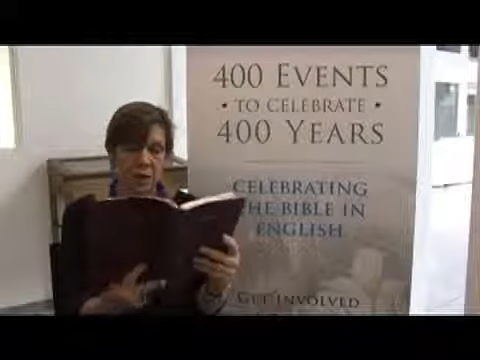 400 EVENTS
• TO CELEBRATE •
400 YEARS
CELEBRATING
THE BIBLE IN
ENGLISH
GET INVOLVED